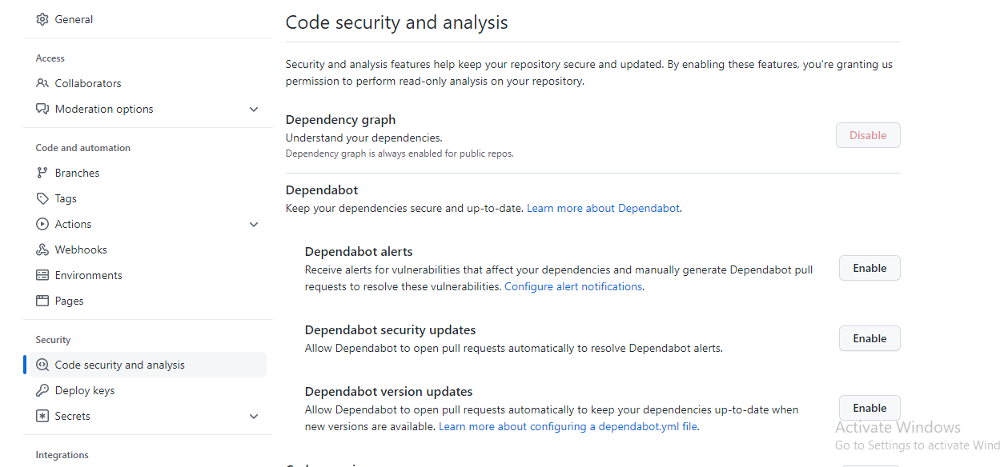 General
Access
Collaborators
Moderation options
Code and automation
Branches
Tags
Actions
Webhooks
Environments
Pages
Security
Code security and analysis
Deploy keys
Secrets
Integrations
Code security and analysis
Security and analysis features help keep your repository secure and updated. By enabling these features, you're granting us
permission to perform read-only analysis on your repository.
Dependency graph
Understand your dependencies.
Dependency graph is always enabled for public repos.
Disable
Dependabot
Keep your dependencies secure and up-to-date. Learn more about Dependabot.
Dependabot alerts
Receive alerts for vulnerabilities that affect your dependencies and manually generate Dependabot pull
requests to resolve these vulnerabilities. Configure alert notifications.
Enable
Dependabot security updates
Allow Dependabot to open pull requests automatically to resolve Dependabot alerts.
Enable
Dependabot version updates
Allow Dependabot to open pull requests automatically to keep your dependencies up-to-date when
new versions are available. Learn more about configuring a dependabot.yml file.
Enable
Activate Windows
Go to Settings to activate Wind